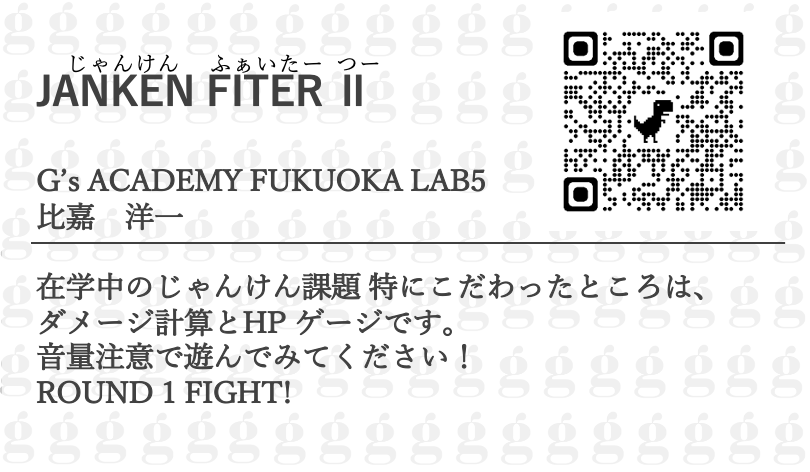 じゃんけん ふぁいたー つー
JANKEN FITER II
G's ACADEMY FUKUOKA LAB5
比嘉 洋一
在学中のじゃんけん課題 特にこだわったところは、
ダメージ計算とHP ゲージです。
音量注意で遊んでみてください！
ROUND 1 FIGHT!